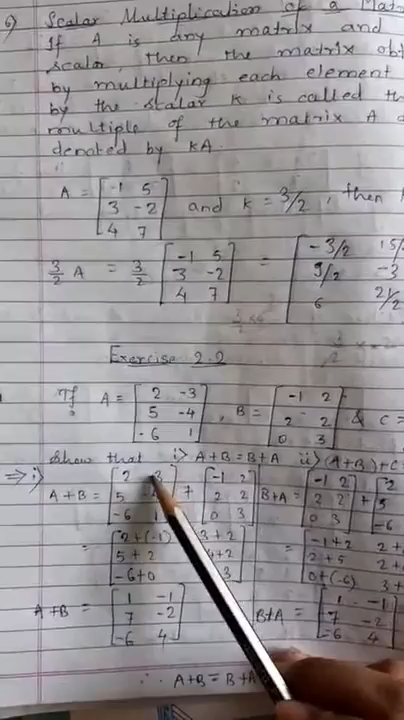 6) Scalar Multiplication of a Mat
If A is any matrix and
scalar, then the matrix ob
by multiplying each element
by the scalar K is called th
multiple of the matrix A
denoted by KA.
A = [ -1 5
3 -2
4 7 ] and K = 3/2, then
3/2 A = 3/2 [ -1 5
3 -2
4 7 ] = [ -3/2 15/
9/2 -3
6 21/2
Exercise 2.2
If A = [ 2 -3
5 -4
-6 1 ], B = [ -1 2
2 2
0 3 ] & C =
Show that i> A+B = B+A ii> (A+B)+C =
=> i)
A+B = [ 2 -3
5
-6 1 ] + [ -1 2
2 2
0 3 ] B+A = [ -1 2
2 2
0 3 ] + [ 2
5
-6
= [ 2+(-1) 3+2
5+2 4+2
-6+0 3 ] = [ -1+2 2+
2+5 2+
0+(-6) 3+
A+B = [ 1 -1
7 -2
-6 4 ] B+A = [ 1 -1
7 -2
-6 4 ]
∴ A+B = B+A